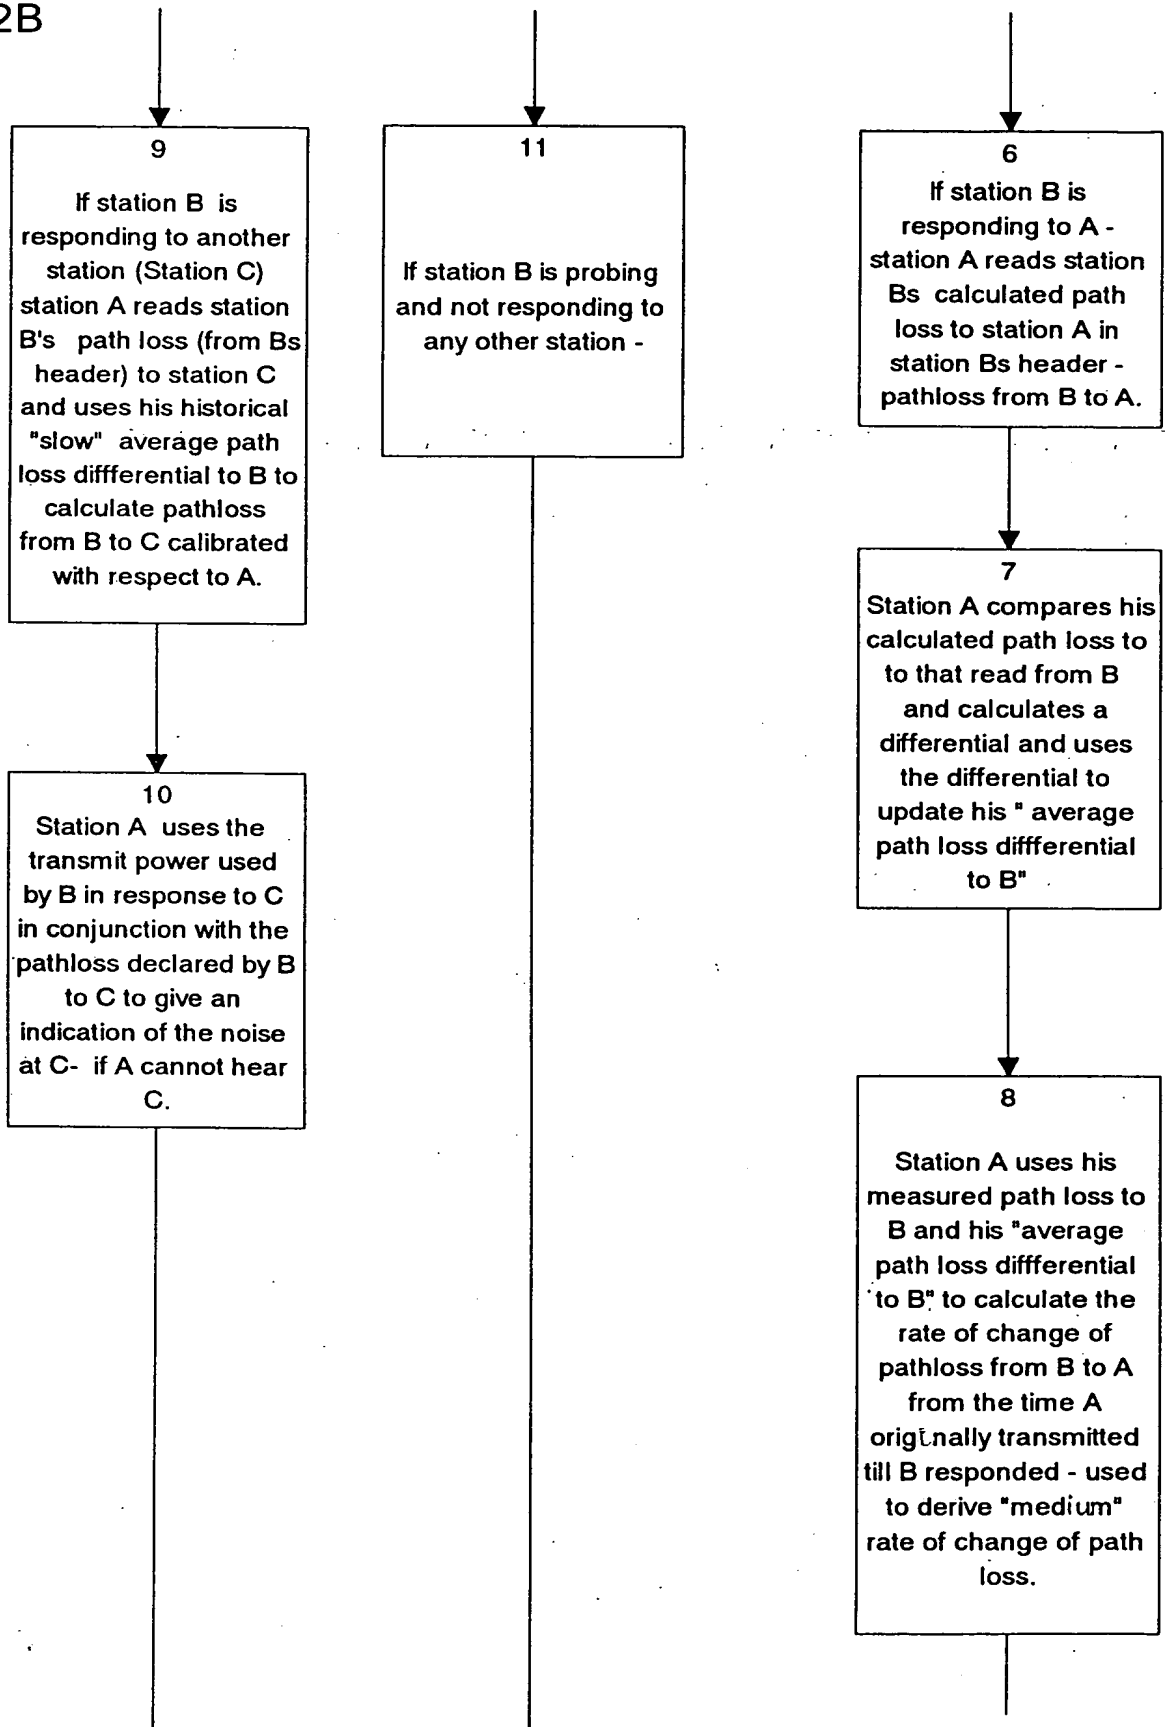 2B
9
If station B is
responding to another
station (Station C)
station A reads station
B's path loss (from Bs
header) to station C
and uses his historical
"slow" average path
loss diffferential to B to
calculate pathloss
from B to C calibrated
with respect to A.
10
Station A uses the
transmit power used
by B in response to C
in conjunction with the
pathloss declared by B
to C to give an
indication of the noise
at C- if A cannot hear
C.
11
If station B is probing
and not responding to
any other station -
6
If station B is
responding to A -
station A reads station
Bs calculated path
loss to station A in
station Bs header -
pathloss from B to A.
7
Station A compares his
calculated path loss to
to that read from B
and calculates a
differential and uses
the differential to
update his " average
path loss diffferential
to B"
8
Station A uses his
measured path loss to
B and his "average
path loss diffferential
to B" to calculate the
rate of change of
pathloss from B to A
from the time A
originally transmitted
till B responded - used
to derive "medium"
rate of change of path
loss.